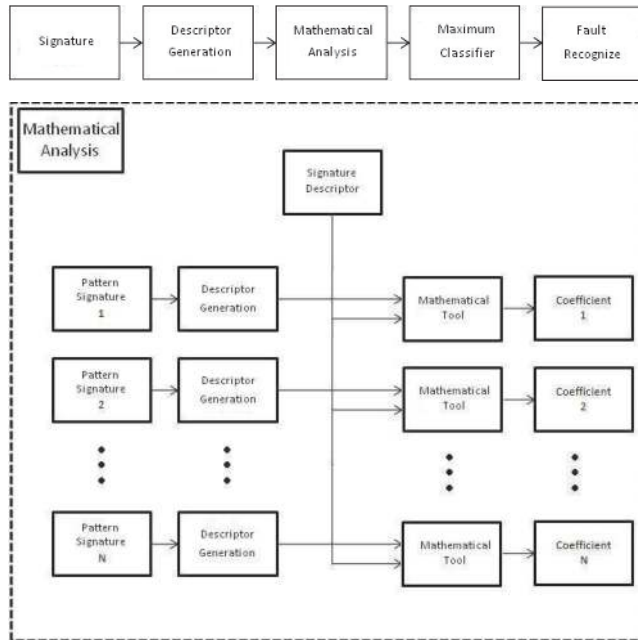 Signature
Descriptor
Generation
Mathematical
Analysis
Maximum
Classifier
Fault
Recognize
Mathematical
Analysis
Signature
Descriptor
Pattern
Signature
1
Descriptor
Generation
Mathematical
Tool
Coefficient
1
Pattern
Signature
2
Descriptor
Generation
Mathematical
Tool
Coefficient
2
Pattern
Signature
N
Descriptor
Generation
Mathematical
Tool
Coefficient
N